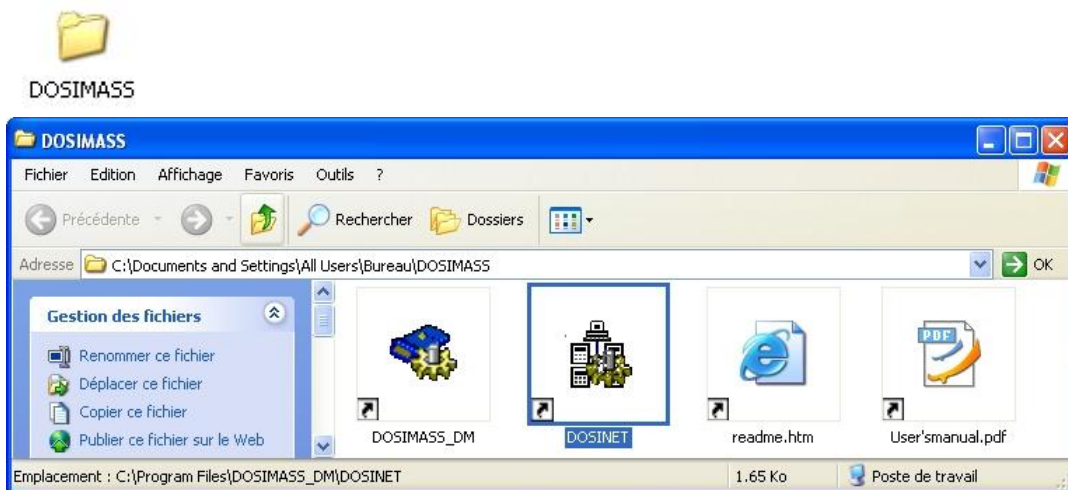 DOSIMASS
DOSIMASS
Fichier Edition Affichage Favoris Outils ?
Précédente Rechercher Dossiers
Adresse C:\Documents and Settings\All Users\Bureau\DOSIMASS OK
Gestion des fichiers
Renommer ce fichier
Déplacer ce fichier
Copier ce fichier
Publier ce fichier sur le Web
PDF
DOSIMASS_DM DOSINET readme.htm User'smanual.pdf
Emplacement : C:\Program Files\DOSIMASS_DM\DOSINET 1.65 Ko Poste de travail